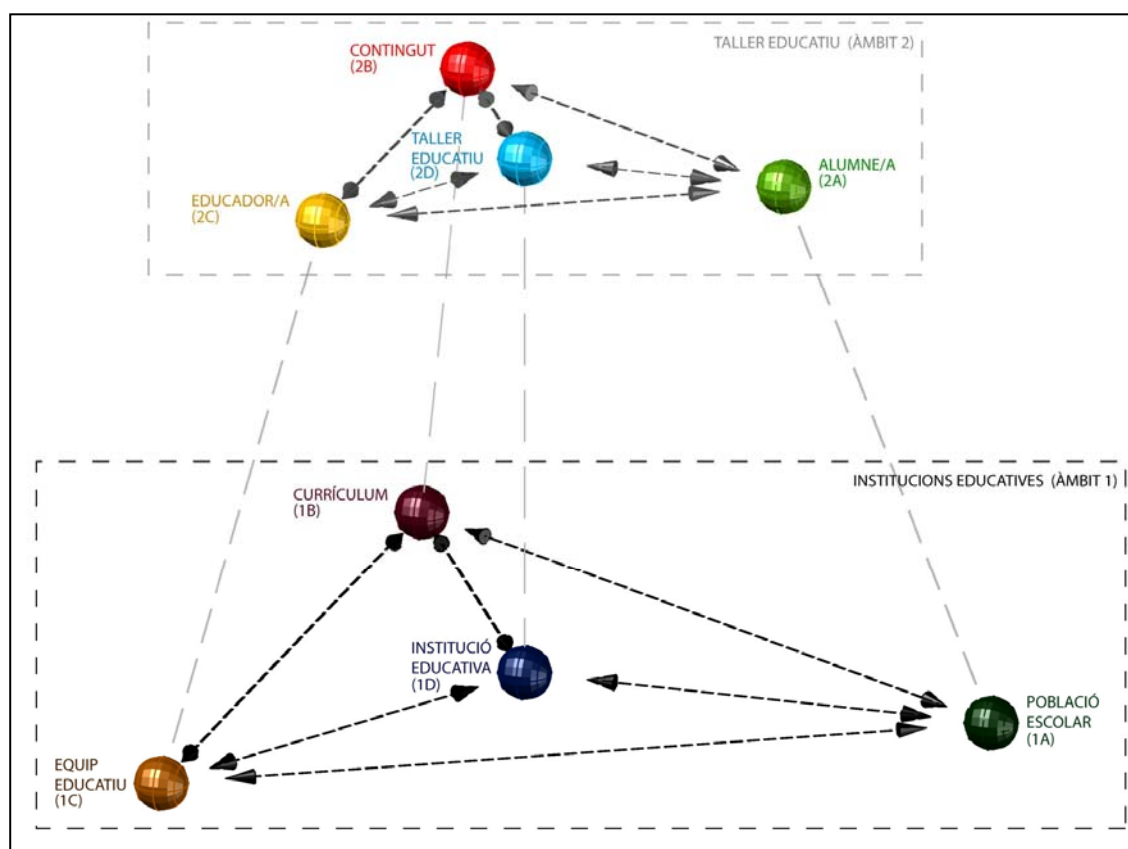 TALLER EDUCATIU (ÀMBIT 2)
CONTINGUT
(2B)
TALLER
EDUCATIU
(2D)
ALUMNE/A
(2A)
EDUCADOR/A
(2C)
INSTITUCIONS EDUCATIVES (ÀMBIT 1)
CURRÍCULUM
(1B)
INSTITUCIÓ
EDUCATIVA
(1D)
POBLACIÓ
ESCOLAR
(1A)
EQUIP
EDUCATIU
(1C)